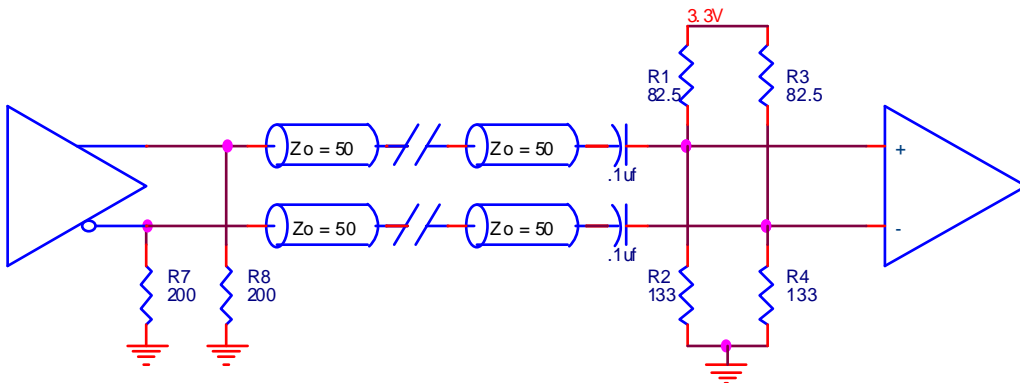 3.3V
R1
82.5
R3
82.5
Zo = 50
Zo = 50
.1uf
+
Zo = 50
Zo = 50
.1uf
-
R7
200
R8
200
R2
133
R4
133